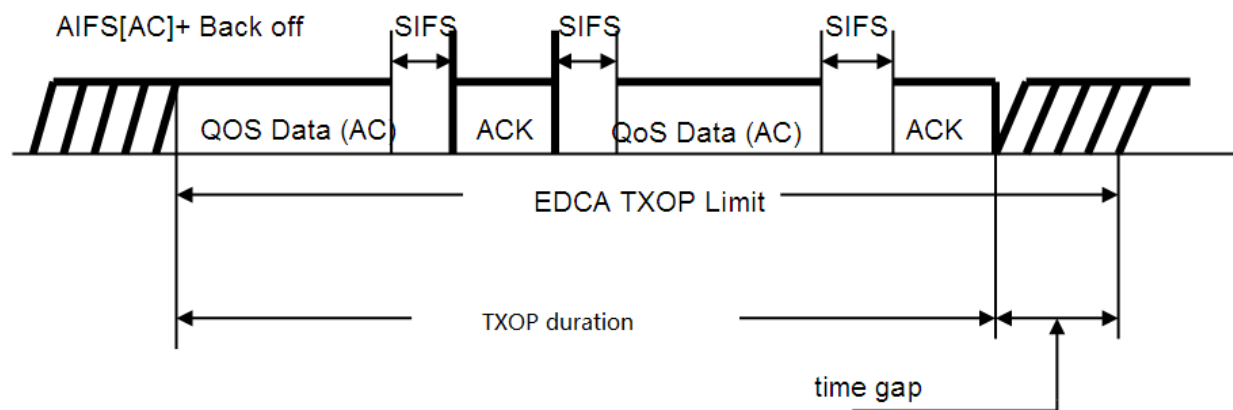 AIFS[AC]+ Back off
SIFS
SIFS
SIFS
QOS Data (AC)
ACK
QoS Data (AC)
ACK
EDCA TXOP Limit
TXOP duration
time gap